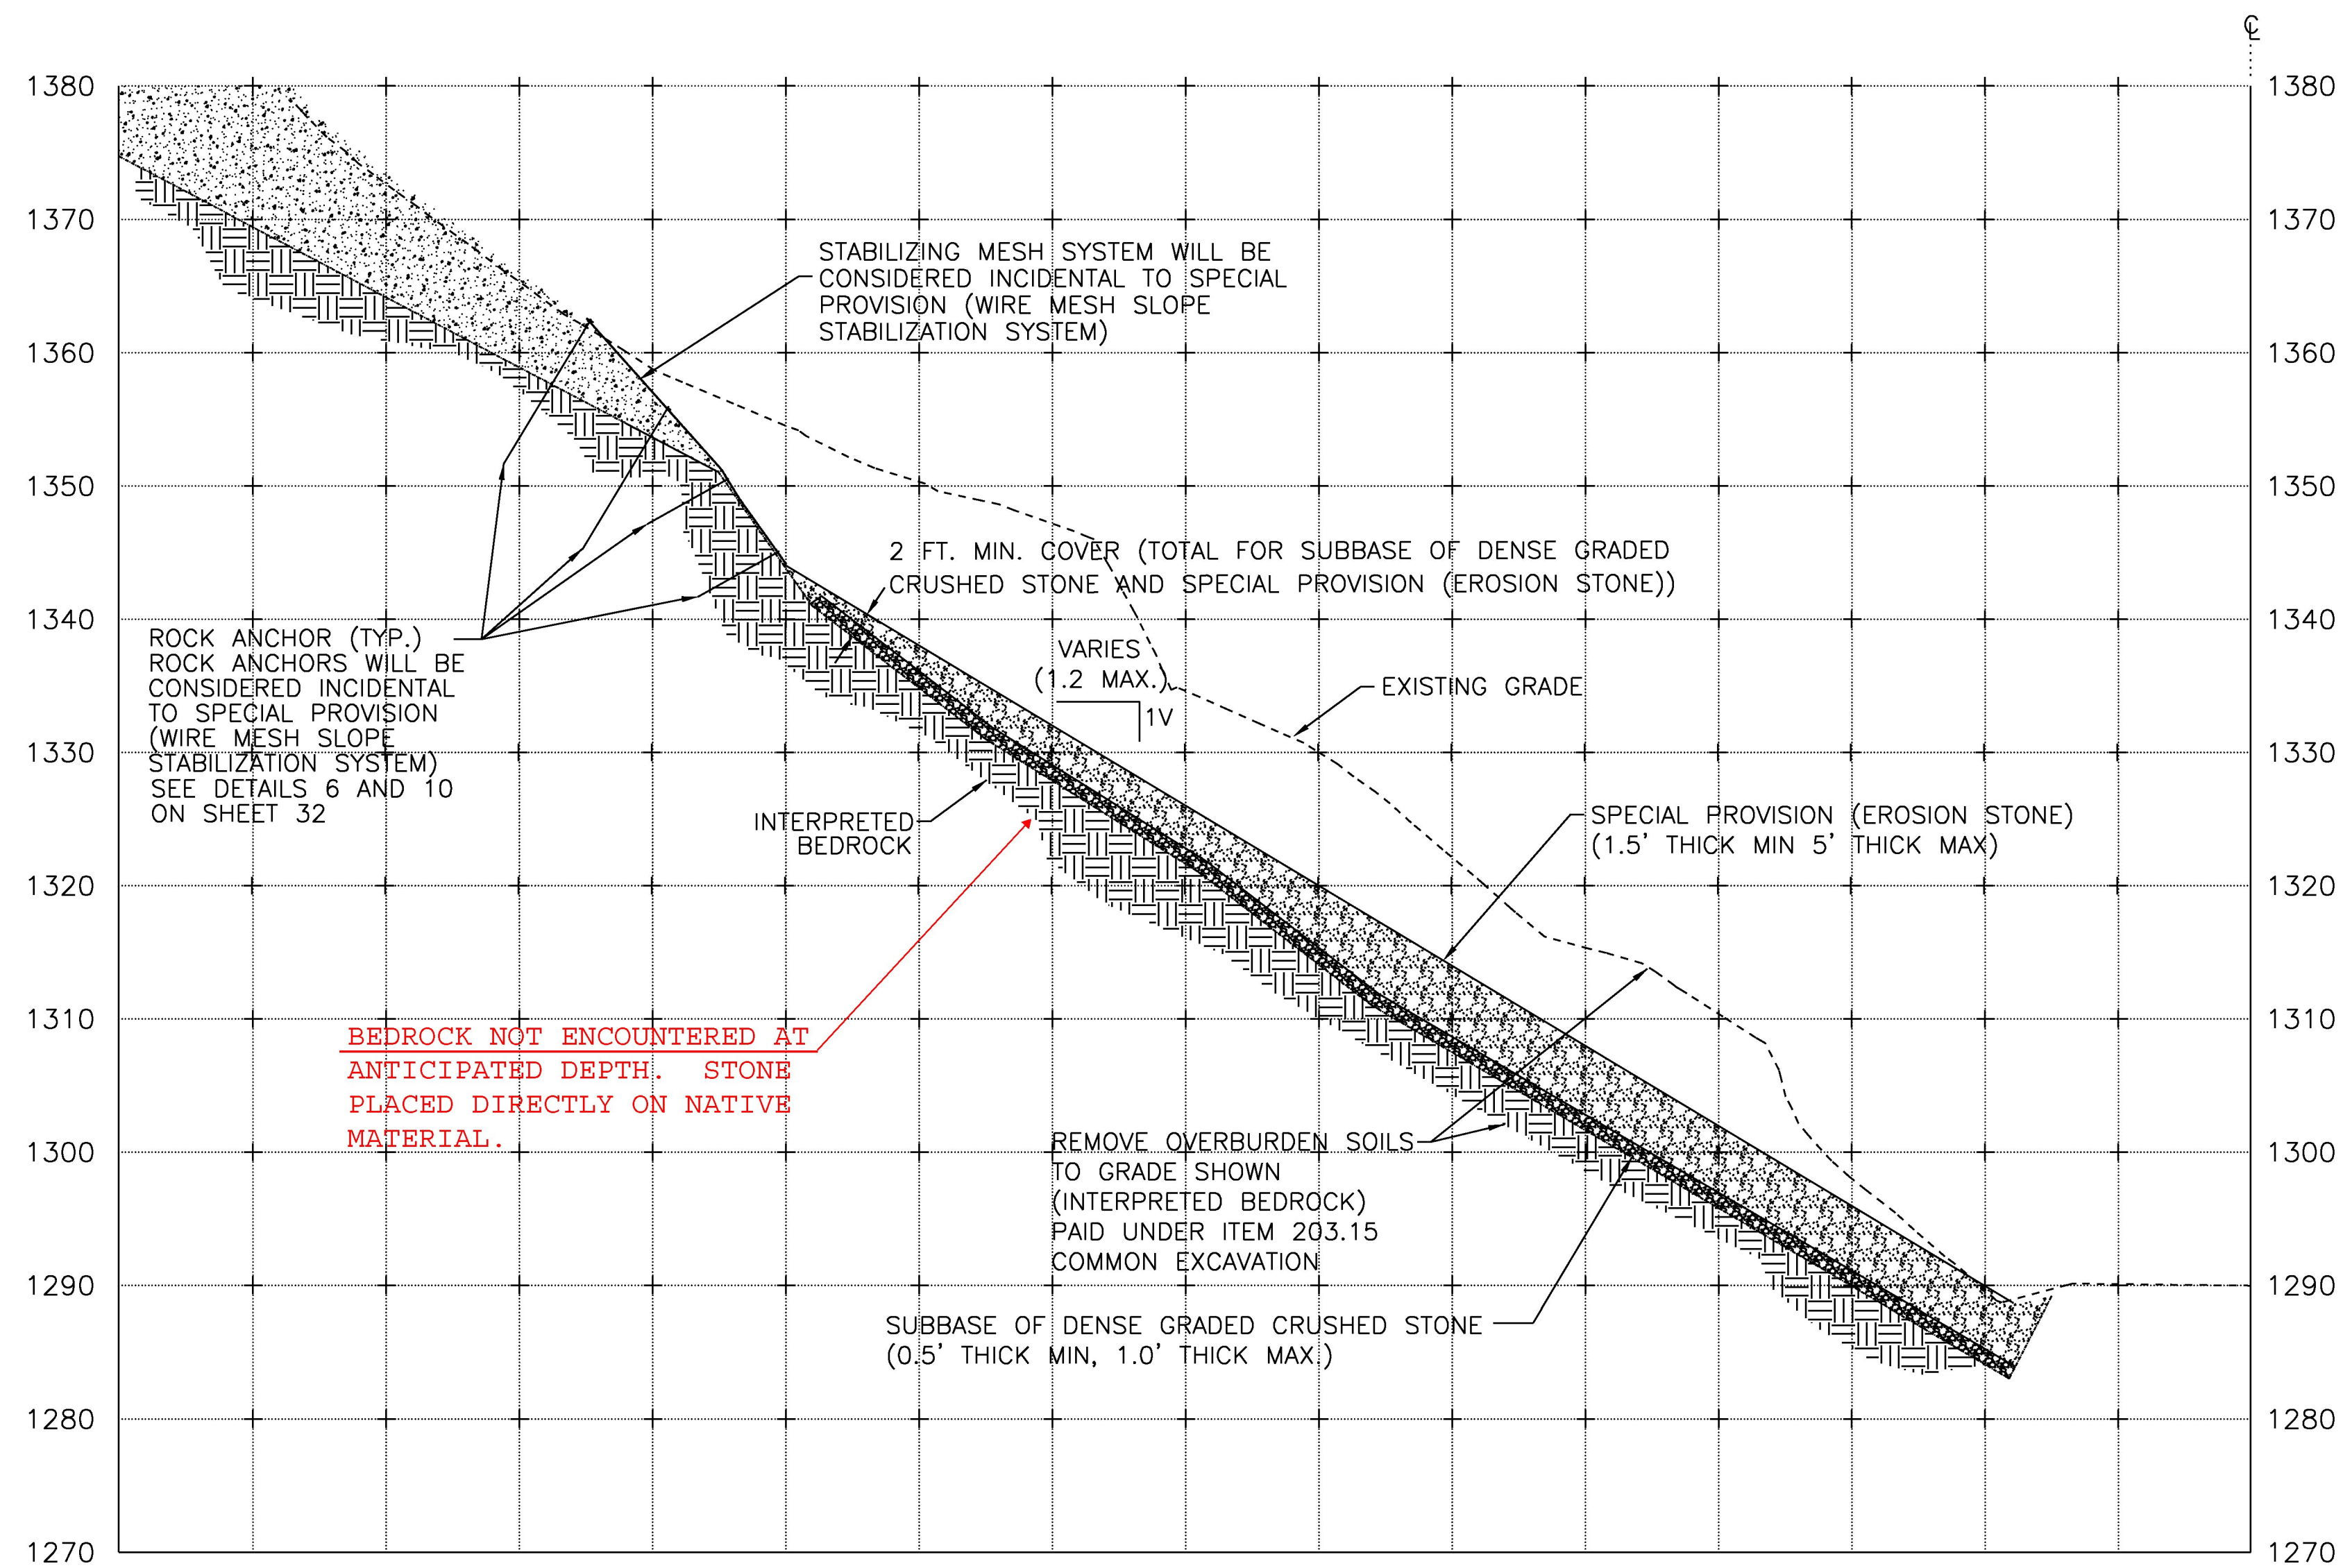 ℄
1380
1380
1370
1370
1360
1360
1350
1350
1340
1340
1330
1330
1320
1320
1310
1310
1300
1300
1290
1290
1280
1280
1270
1270
STABILIZING MESH SYSTEM WILL BE
CONSIDERED INCIDENTAL TO SPECIAL
PROVISION (WIRE MESH SLOPE
STABILIZATION SYSTEM)
2 FT. MIN. COVER (TOTAL FOR SUBBASE OF DENSE GRADED
CRUSHED STONE AND SPECIAL PROVISION (EROSION STONE))
ROCK ANCHOR (TYP.)
ROCK ANCHORS WILL BE
CONSIDERED INCIDENTAL
TO SPECIAL PROVISION
(WIRE MESH SLOPE
STABILIZATION SYSTEM)
SEE DETAILS 6 AND 10
ON SHEET 32
VARIES
(1.2 MAX.)
1V
EXISTING GRADE
INTERPRETED
BEDROCK
SPECIAL PROVISION (EROSION STONE)
(1.5' THICK MIN 5' THICK MAX)
BEDROCK NOT ENCOUNTERED AT
ANTICIPATED DEPTH. STONE
PLACED DIRECTLY ON NATIVE
MATERIAL.
REMOVE OVERBURDEN SOILS
TO GRADE SHOWN
(INTERPRETED BEDROCK)
PAID UNDER ITEM 203.15
COMMON EXCAVATION
SUBBASE OF DENSE GRADED CRUSHED STONE
(0.5' THICK MIN, 1.0' THICK MAX.)